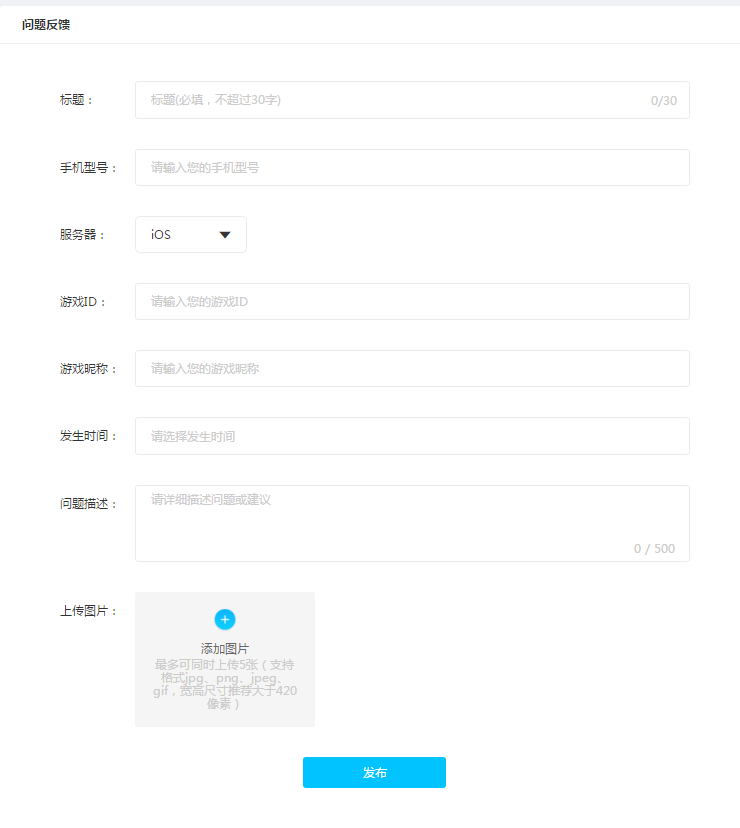 问题反馈
标题：
标题(必填，不超过30字)
0/30
手机型号：
请输入您的手机型号
服务器：
iOS
游戏ID：
请输入您的游戏ID
游戏昵称：
请输入您的游戏昵称
发生时间：
请选择发生时间
问题描述：
请详细描述问题或建议
0 / 500
上传图片：
添加图片
最多可同时上传5张（支持
格式jpg、png、jpeg、
gif，宽高尺寸推荐大于420
像素）
发布